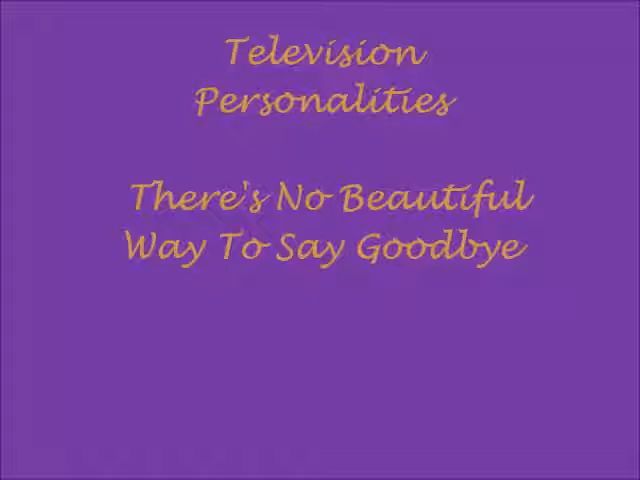 Television
Personalities
There's No Beautiful
Way To Say Goodbye